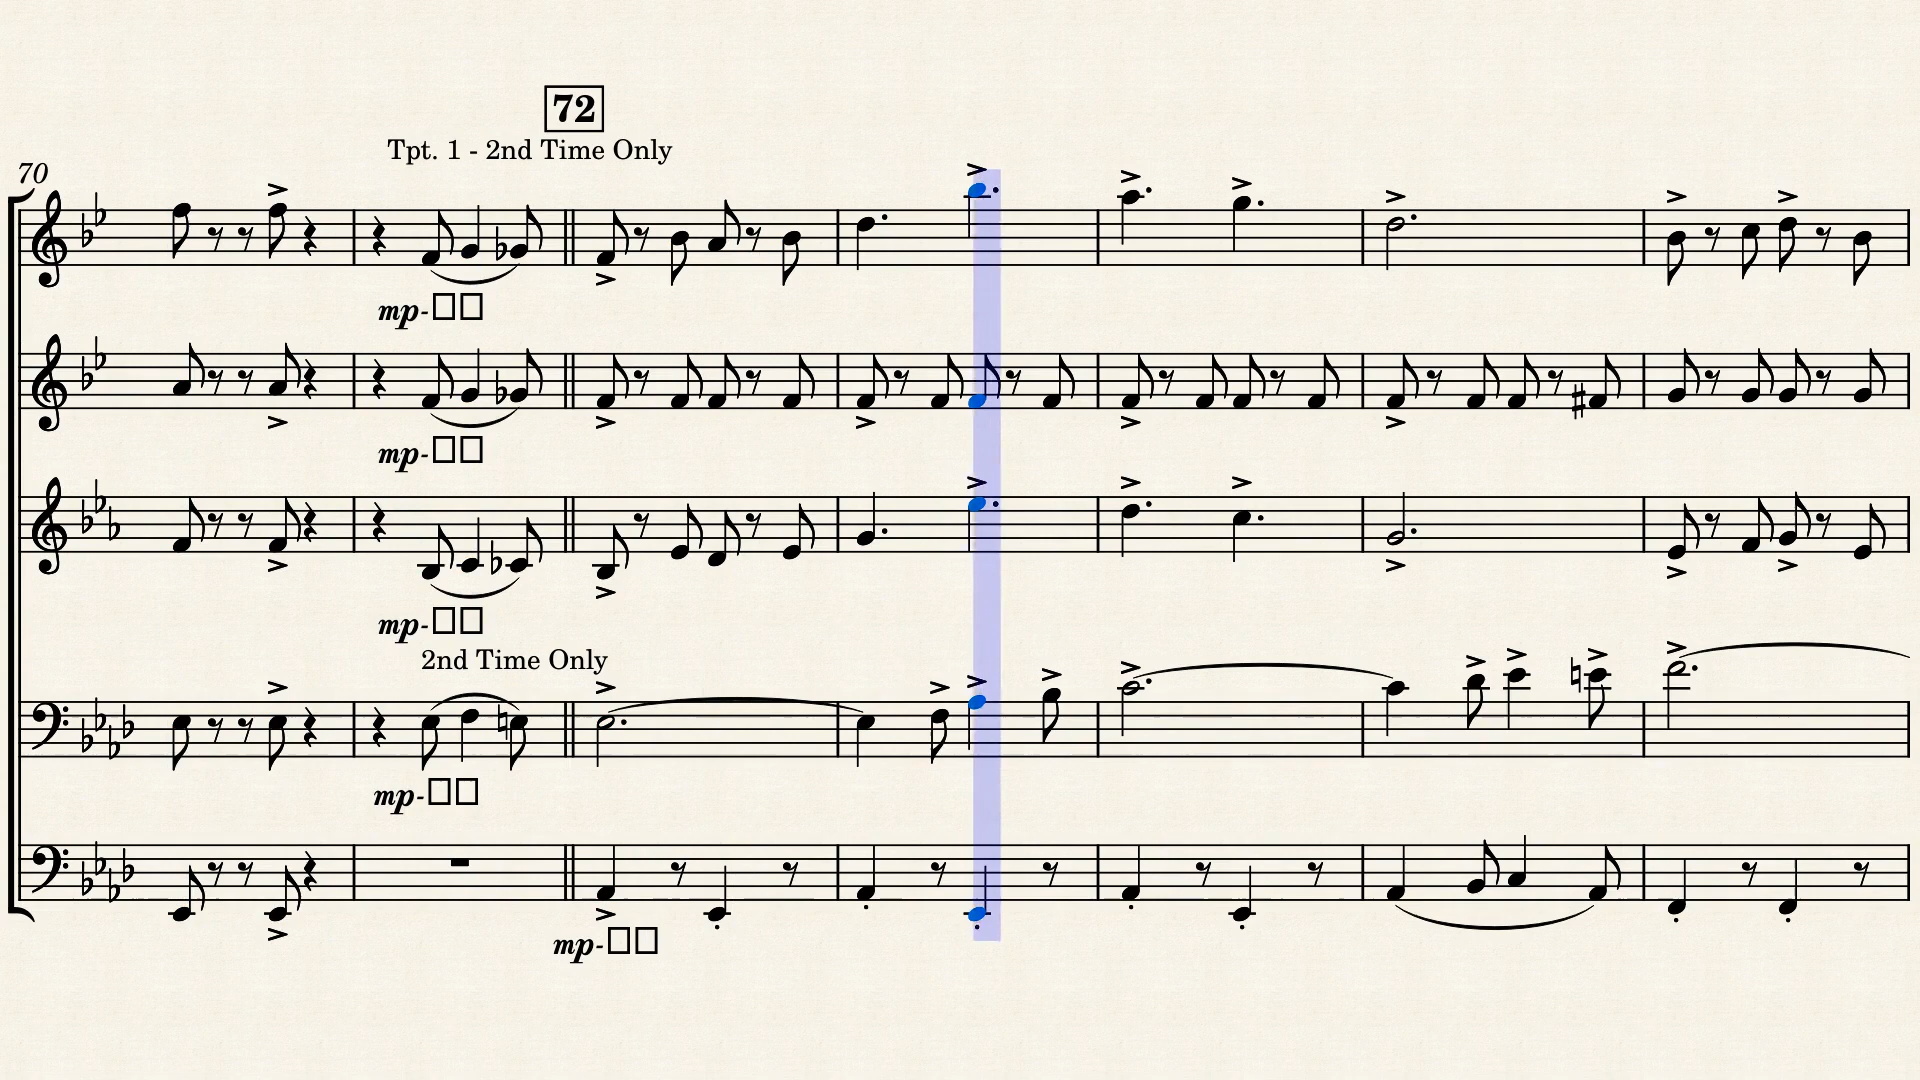 72
Tpt. 1 - 2nd Time Only
70
mp-□□
mp-□□
mp-□□
2nd Time Only
mp-□□
mp-□□